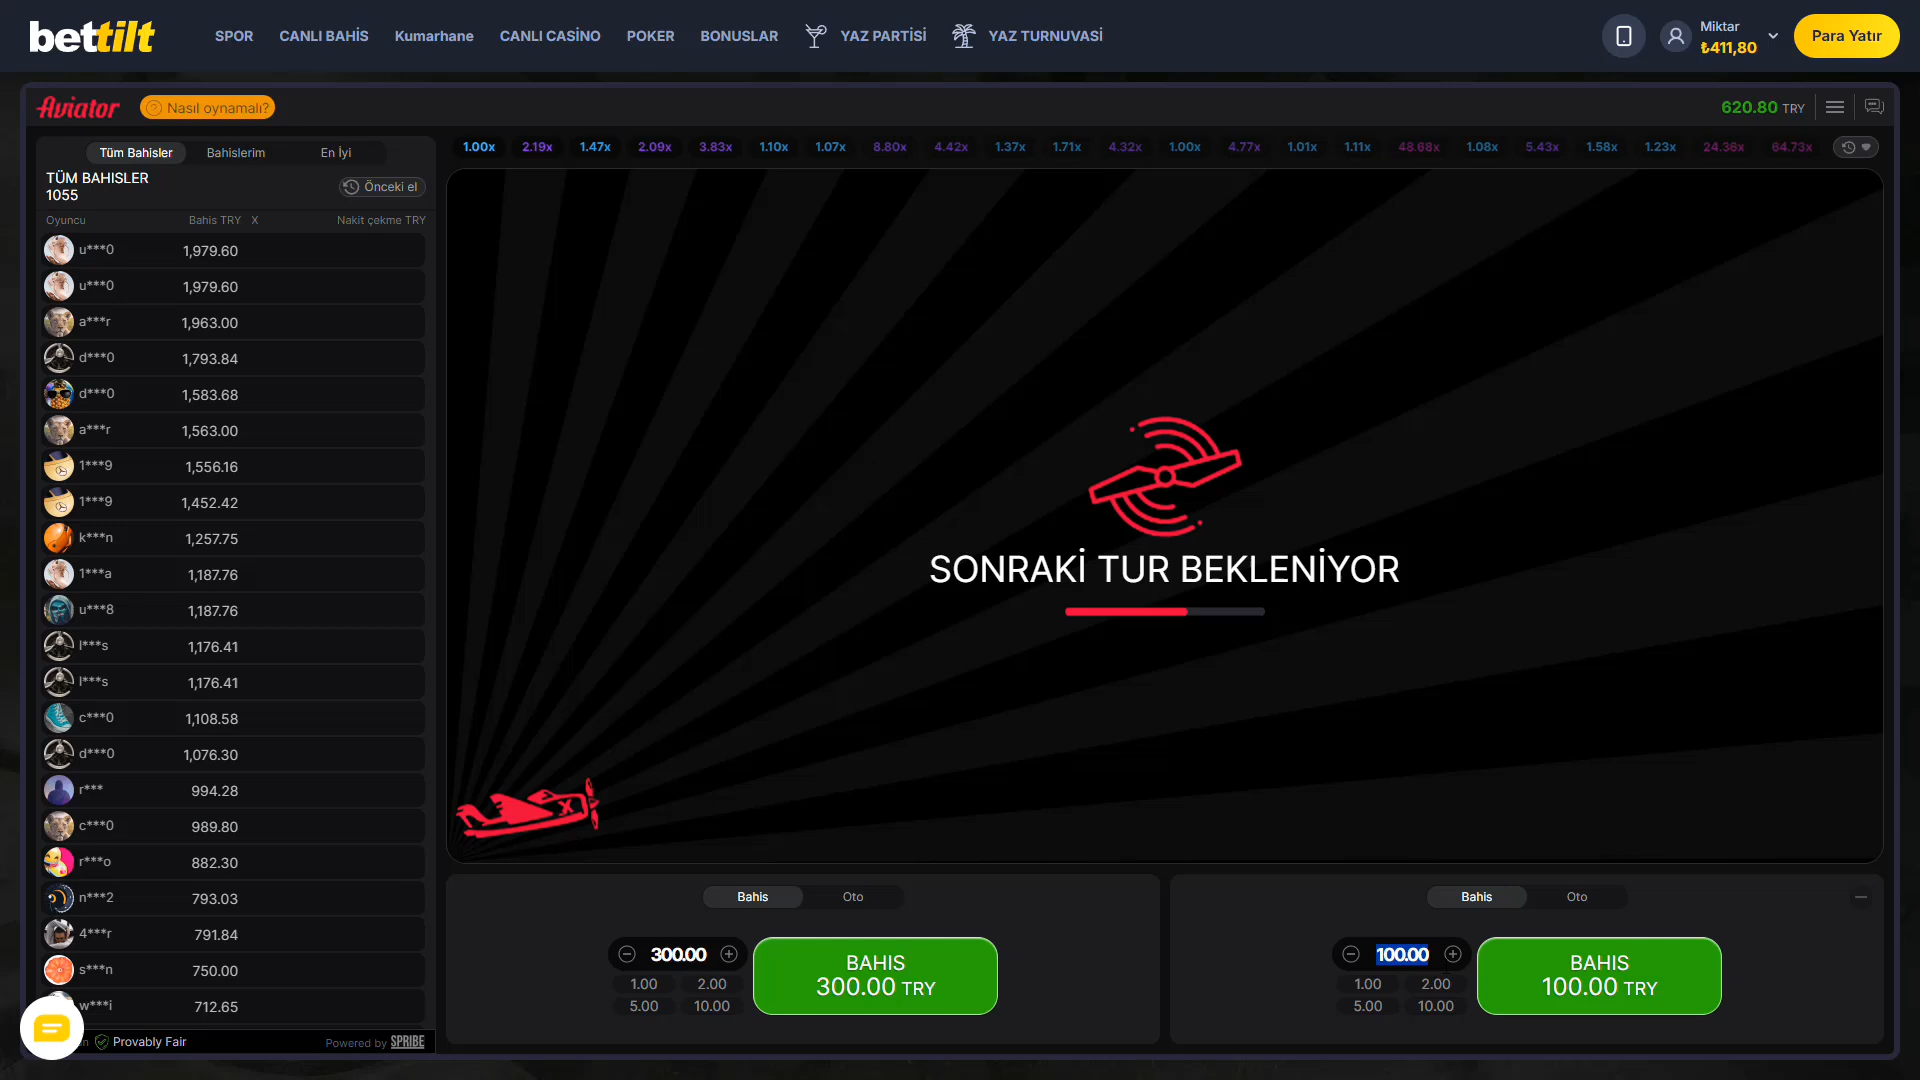 bettilt
SPOR
CANLI BAHİS
Kumarhane
CANLI CASİNO
POKER
BONUSLAR
YAZ PARTİSİ
YAZ TURNUVASI
Miktar
₺411,80
Para Yatır
Aviator
? Nasıl oynamalı?
620.80 TRY
Tüm Bahisler
Bahislerim
En İyi
1.00x 2.19x 1.47x 2.09x 3.83x 1.10x 1.07x 8.80x 4.42x 1.37x 1.71x 4.32x 1.00x 4.77x 1.01x 1.11x 48.68x 1.08x 5.43x 1.58x 1.23x 24.36x 64.73x
TÜM BAHISLER
1055
Önceki el
Oyuncu Bahis TRY X Nakit çekme TRY
u***0 1,979.60
u***0 1,979.60
a***r 1,963.00
d***0 1,793.84
d***0 1,583.68
a***r 1,563.00
1***9 1,556.16
1***9 1,452.42
k***n 1,257.75
1***a 1,187.76
u***8 1,187.76
l***s 1,176.41
l***s 1,176.41
c***0 1,108.58
d***0 1,076.30
r*** 994.28
c***0 989.80
r***o 882.30
n***2 793.03
4***r 791.84
s***n 750.00
w***i 712.65
Provably Fair
Powered by SPRIBE
SONRAKİ TUR BEKLENİYOR
Bahis Oto
300.00
1.00 2.00
5.00 10.00
BAHIS
300.00 TRY
Bahis Oto
100.00
1.00 2.00
5.00 10.00
BAHIS
100.00 TRY